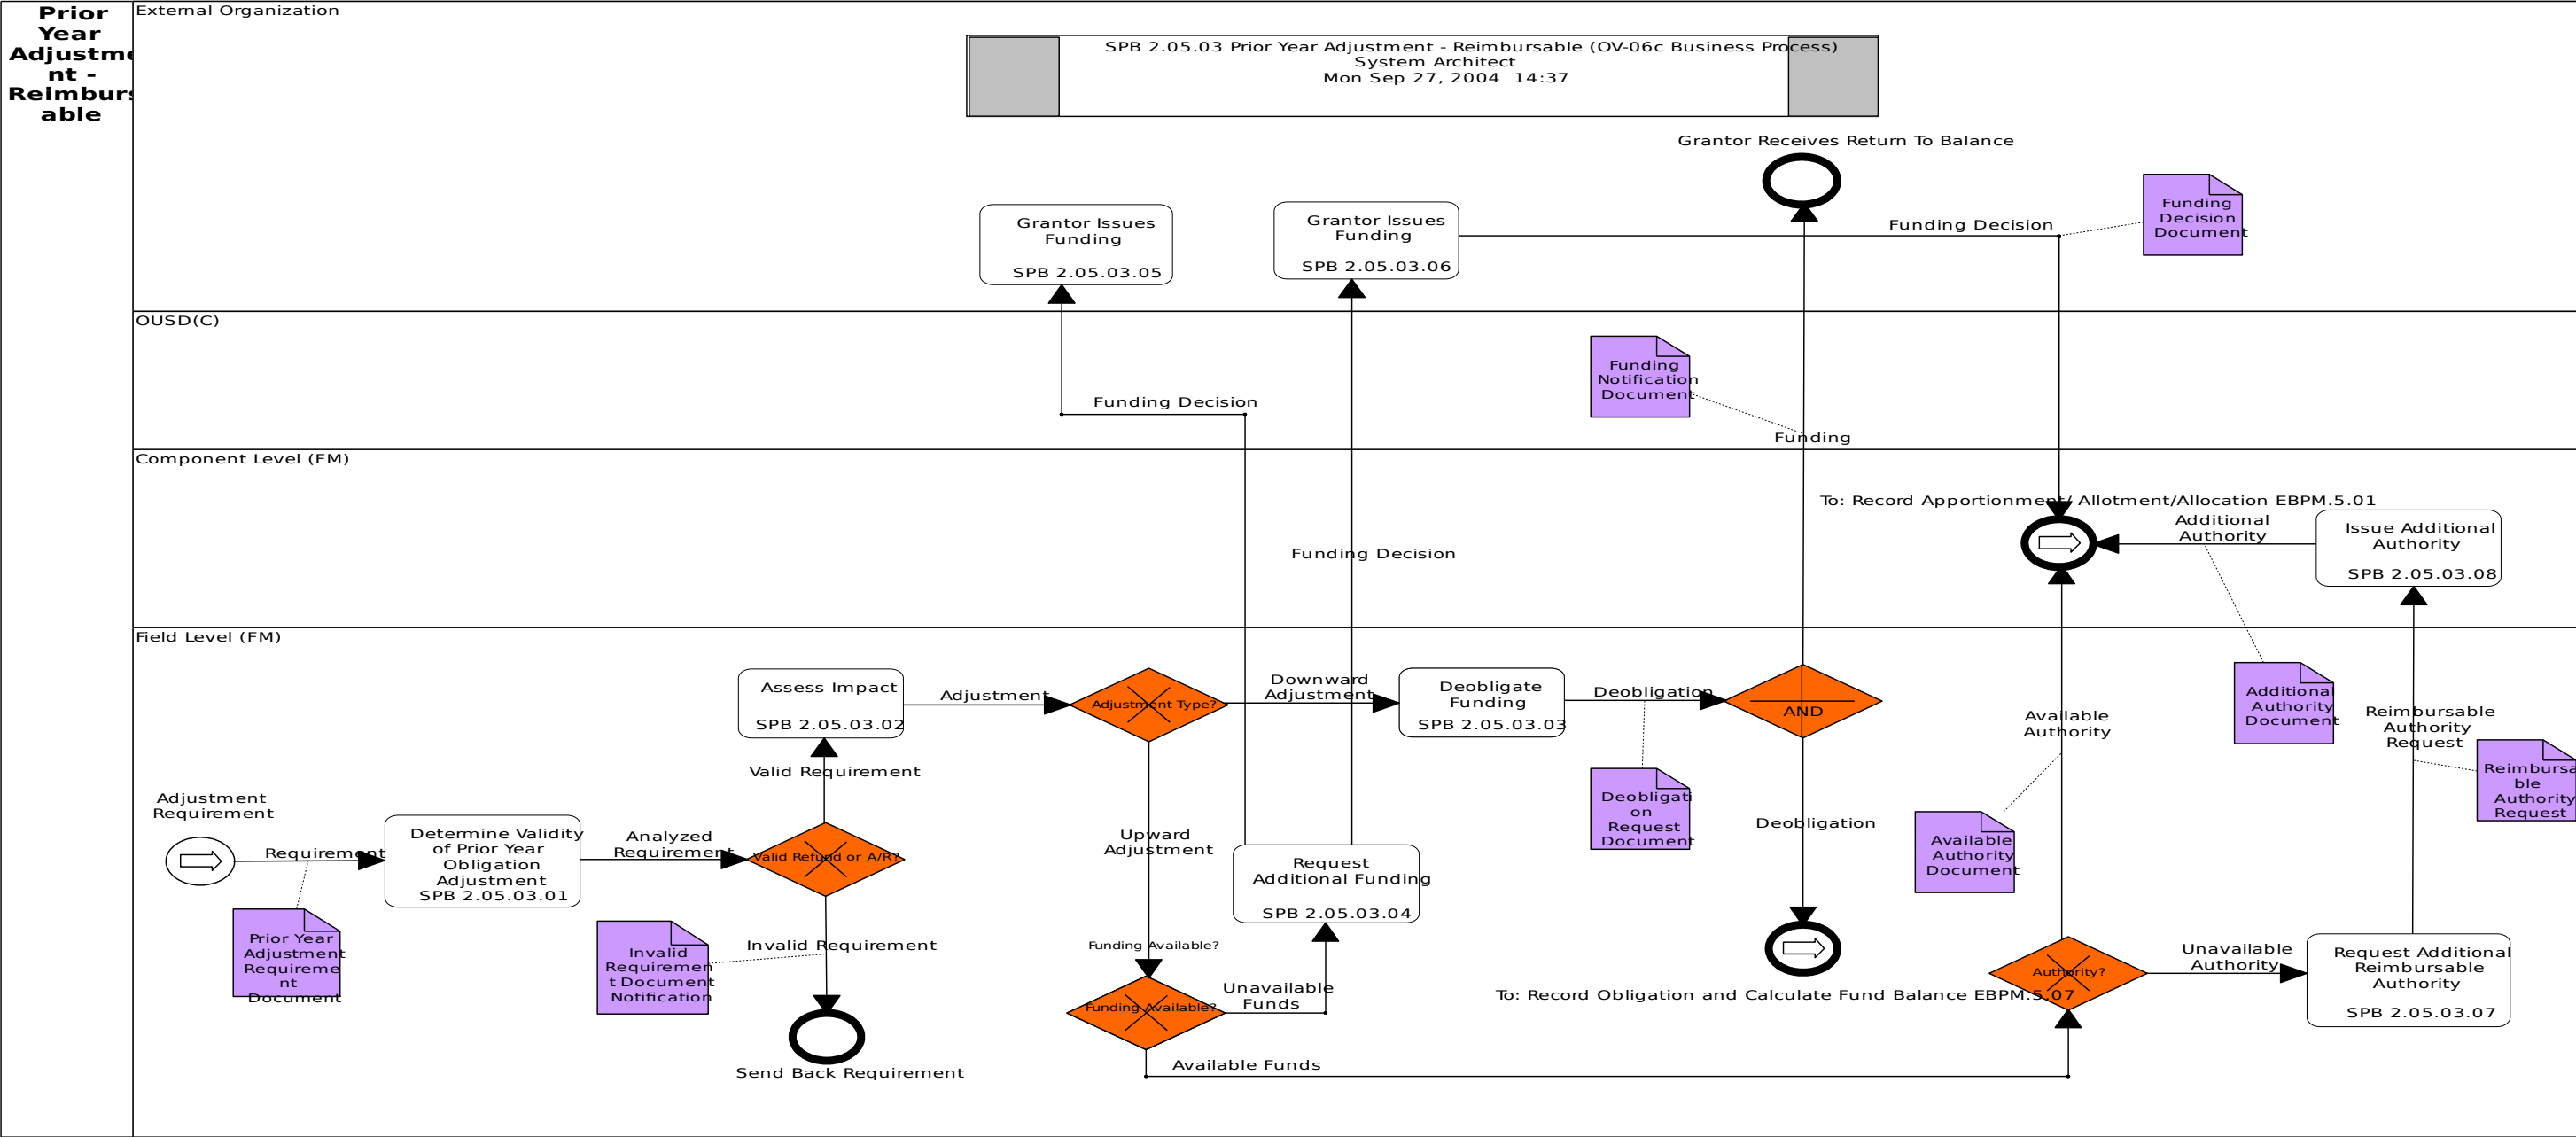 Prior
Year
Adjustme
nt -
Reimburs
able
External Organization
SPB 2.05.03 Prior Year Adjustment - Reimbursable (OV-06c Business Process)
System Architect
Mon Sep 27, 2004  14:37
Grantor Receives Return To Balance
Grantor Issues
Funding
SPB 2.05.03.05
Grantor Issues
Funding
SPB 2.05.03.06
Funding Decision
Funding
Decision
Document
OUSD(C)
Funding Decision
Funding
Notification
Document
Funding
Component Level (FM)
Funding Decision
To: Record Apportionment/ Allotment/Allocation EBPM.5.01
Additional
Authority
Issue Additional
Authority
SPB 2.05.03.08
Field Level (FM)
Adjustment
Requirement
Requirement
Prior Year
Adjustment
Requireme
nt
Document
Determine Validity
of Prior Year
Obligation
Adjustment
SPB 2.05.03.01
Analyzed
Requirement
Valid Refund or A/R?
Valid Requirement
Assess Impact
SPB 2.05.03.02
Invalid Requirement
Invalid
Requiremen
t Document
Notification
Send Back Requirement
Adjustment
Adjustment Type?
Downward
Adjustment
Upward
Adjustment
Funding Available?
Funding Available?
Unavailable
Funds
Available Funds
Request
Additional Funding
SPB 2.05.03.04
Deobligate
Funding
SPB 2.05.03.03
Deobligation
Deobligati
on
Request
Document
AND
Deobligation
To: Record Obligation and Calculate Fund Balance EBPM.5.07
Available
Authority
Available
Authority
Document
Authority?
Unavailable
Authority
Request Additional
Reimbursable
Authority
SPB 2.05.03.07
Additional
Authority
Document
Reimbursable
Authority
Request
Reimbursa
ble
Authority
Request